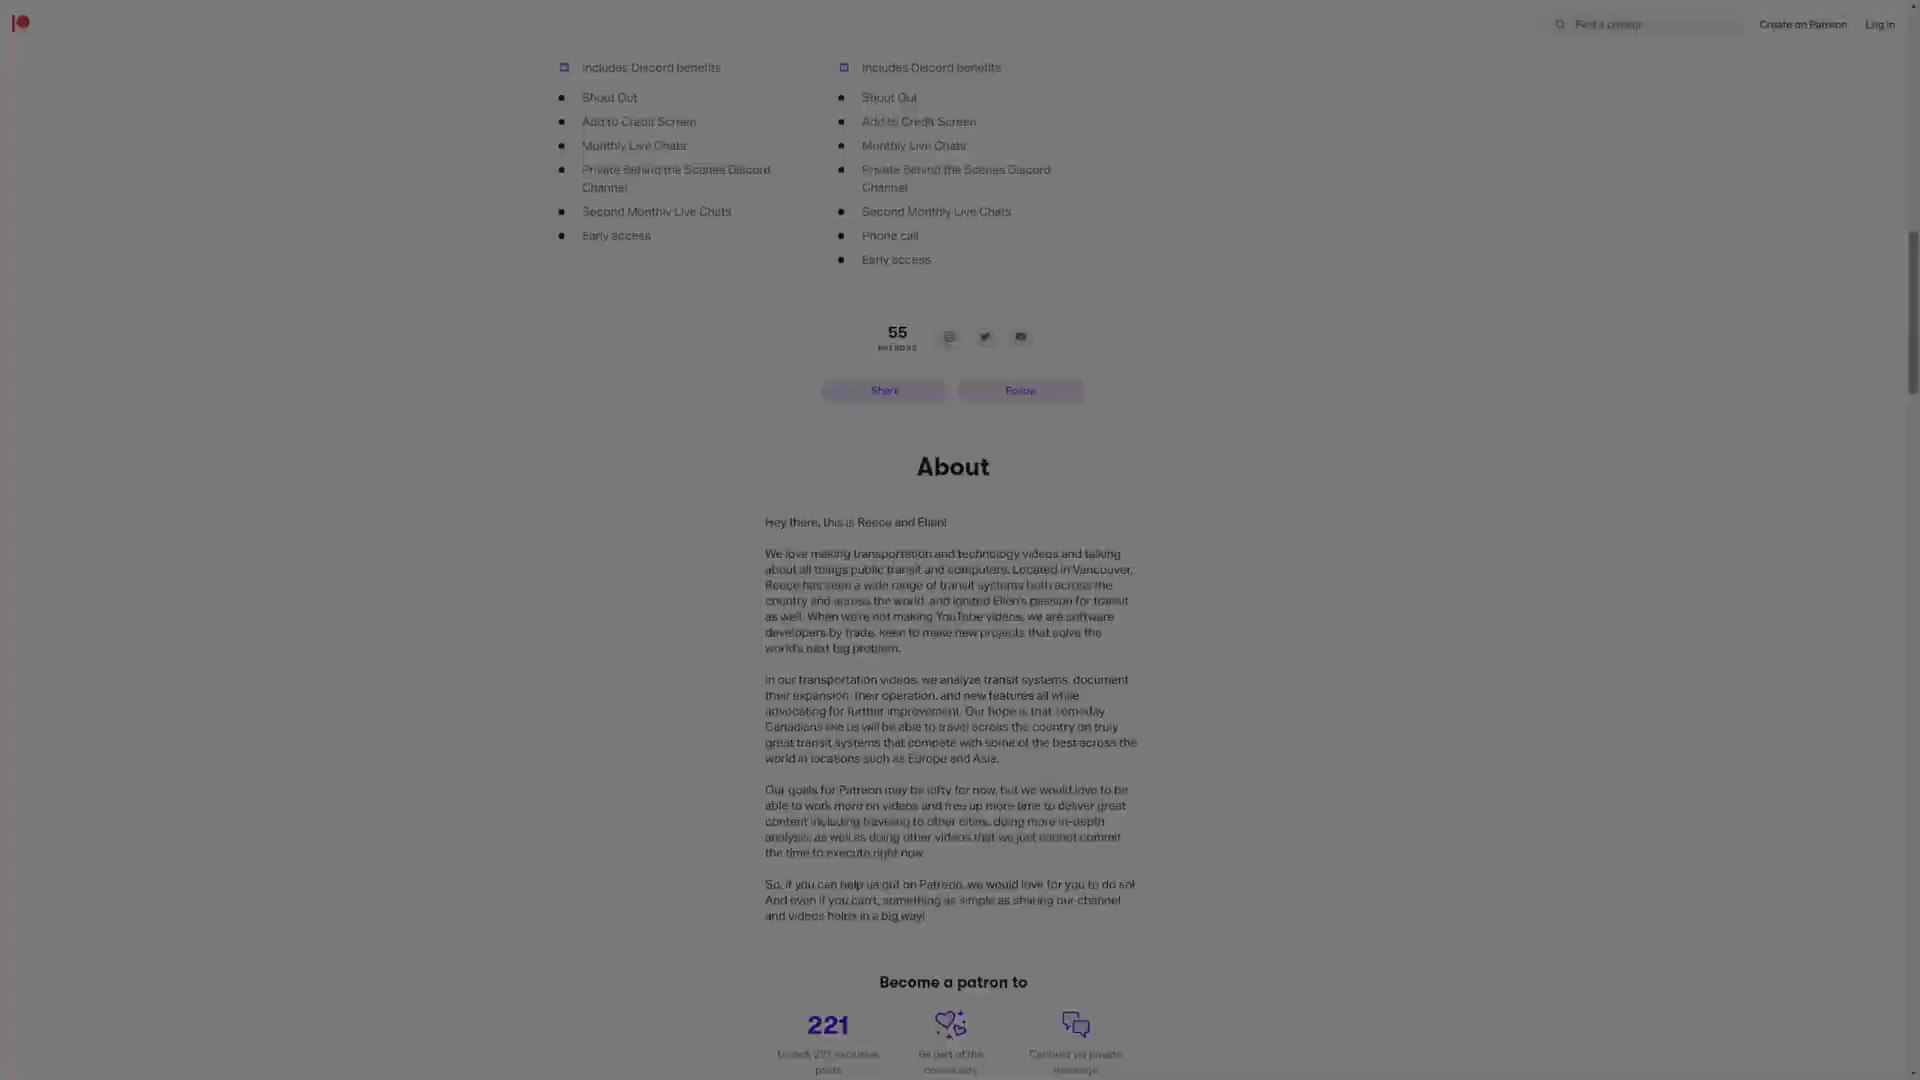 Find a creator
Create on Patreon
Log In
Includes Discord benefits
Shout Out
Add to Credit Screen
Monthly Live Chats
Private Behind the Scenes Discord
Channel
Second Monthly Live Chats
Early access
Includes Discord benefits
Shout Out
Add to Credit Screen
Monthly Live Chats
Private Behind the Scenes Discord
Channel
Second Monthly Live Chats
Phone call
Early access
55
PATRONS
Share
Follow
About
Hey there, this is Reece and Ellen!
We love making transportation and technology videos and talking
about all things public transit and computers. Located in Vancouver,
Reece has seen a wide range of transit systems both across the
country and across the world, and ignited Ellen's passion for transit
as well. When we're not making YouTube videos, we are software
developers by trade, keen to make new projects that solve the
world's next big problem.
In our transportation videos, we analyze transit systems, document
their expansion, their operation, and new features all while
advocating for further improvement. Our hope is that someday
Canadians like us will be able to travel across the country on truly
great transit systems that compete with some of the best across the
world in locations such as Europe and Asia.
Our goals for Patreon may be lofty for now, but we would love to be
able to work more on videos and free up more time to deliver great
content including traveling to other cities, doing more in-depth
analysis, as well as doing other videos that we just cannot commit
the time to execute right now.
So, if you can help us out on Patreon, we would love for you to do so!
And even if you can't, something as simple as sharing our channel
and videos helps in a big way!
Become a patron to
221
Unlock 221 exclusive
posts
Be part of the
community
Connect via private
message